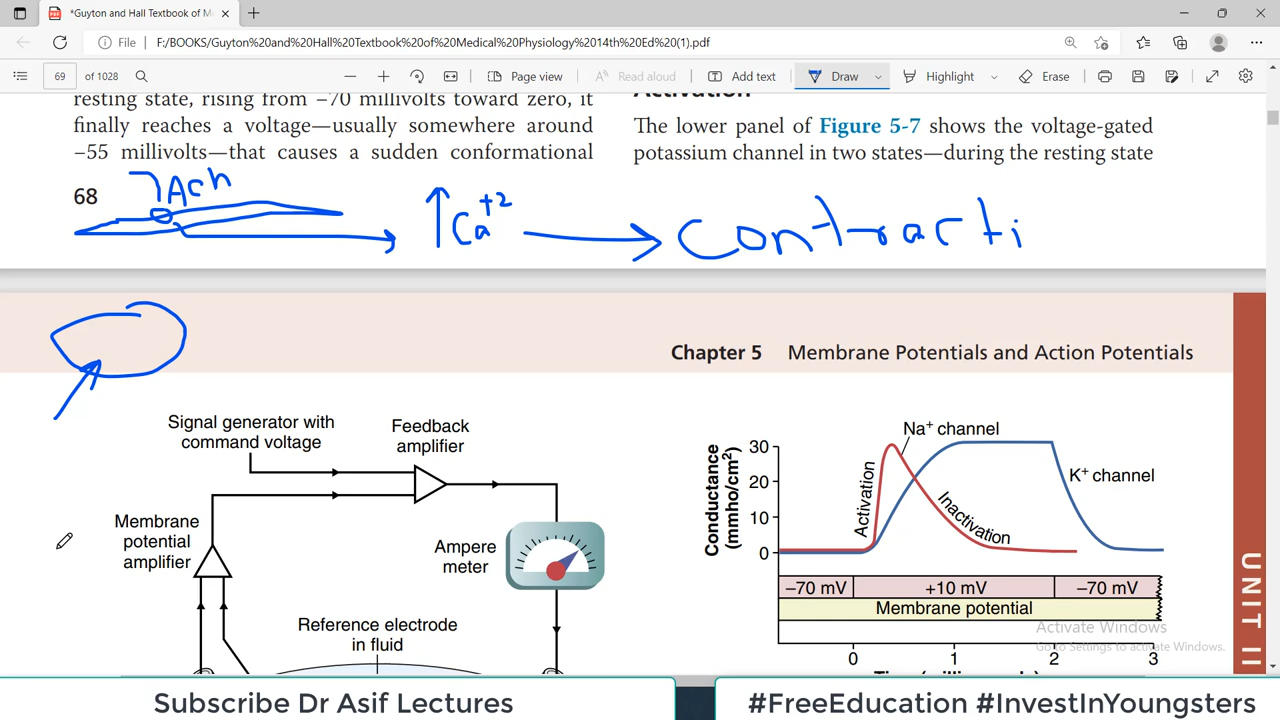 *Guyton and Hall Textbook of M
File
F:/BOOKS/Guyton%20and%20Hall%20Textbook%20of%20Medical%20Physiology%2014th%20Ed%20(1).pdf
69 of 1028
Page view
Read aloud
Add text
Draw
Highlight
Erase
resting state, rising from –70 millivolts toward zero, it
finally reaches a voltage—usually somewhere around
–55 millivolts—that causes a sudden conformational
68
Activation
The lower panel of Figure 5-7 shows the voltage-gated
potassium channel in two states—during the resting state
Ach
Ca+2
Contracti
Chapter 5 Membrane Potentials and Action Potentials
UNIT II
Signal generator with
command voltage
Feedback
amplifier
Membrane
potential
amplifier
Ampere
meter
Reference electrode
in fluid
Conductance
(mmho/cm2)
30
20
10
0
Na+ channel
K+ channel
Activation
Inactivation
–70 mV
+10 mV
–70 mV
Membrane potential
0
1
2
3
Activate Windows
Go to Settings to activate Windows.
Subscribe Dr Asif Lectures
#FreeEducation #InvestInYoungsters